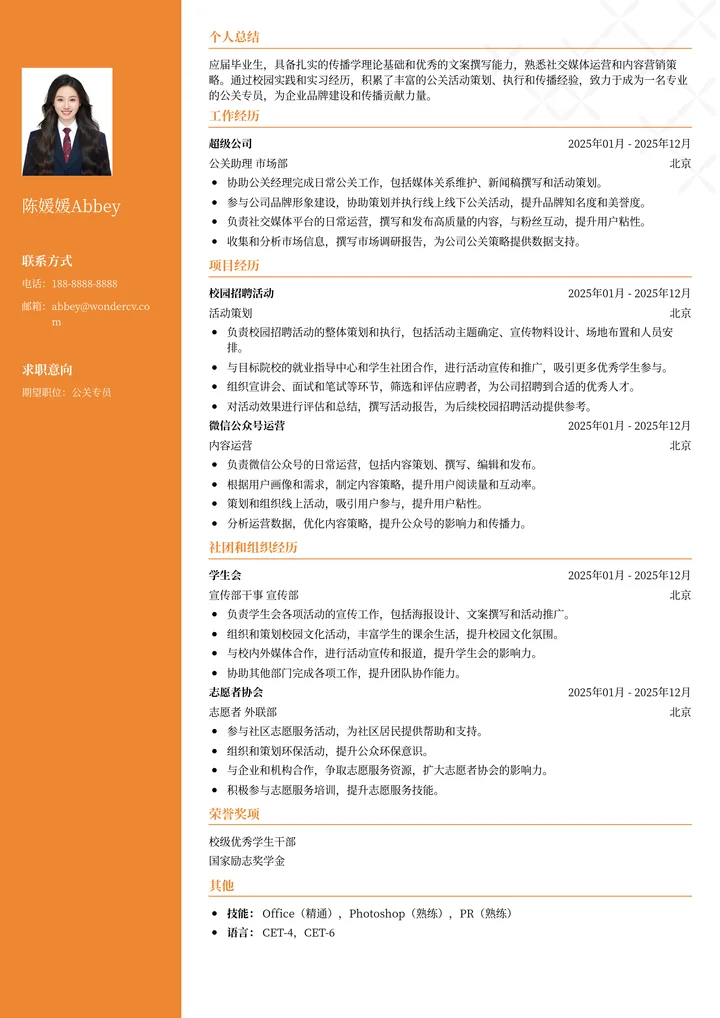 陈媛媛Abbey
联系方式
电话：188-8888-8888
邮箱：abbey@wondercv.co
m
求职意向
期望职位：公关专员
个人总结
应届毕业生，具备扎实的传播学理论基础和优秀的文案撰写能力，熟悉社交媒体运营和内容营销策
略。通过校园实践和实习经历，积累了丰富的公关活动策划、执行和传播经验，致力于成为一名专业
的公关专员，为企业品牌建设和传播贡献力量。
工作经历
超级公司 2025年01月 - 2025年12月
公关助理 市场部 北京
• 协助公关经理完成日常公关工作，包括媒体关系维护、新闻稿撰写和活动策划。
• 参与公司品牌形象建设，协助策划并执行线上线下公关活动，提升品牌知名度和美誉度。
• 负责社交媒体平台的日常运营，撰写和发布高质量的内容，与粉丝互动，提升用户粘性。
• 收集和分析市场信息，撰写市场调研报告，为公司公关策略提供数据支持。
项目经历
校园招聘活动 2025年01月 - 2025年12月
活动策划 北京
• 负责校园招聘活动的整体策划和执行，包括活动主题确定、宣传物料设计、场地布置和人员安
排。
• 与目标院校的就业指导中心和学生社团合作，进行活动宣传和推广，吸引更多优秀学生参与。
• 组织宣讲会、面试和笔试等环节，筛选和评估应聘者，为公司招聘到合适的优秀人才。
• 对活动效果进行评估和总结，撰写活动报告，为后续校园招聘活动提供参考。
微信公众号运营 2025年01月 - 2025年12月
内容运营 北京
• 负责微信公众号的日常运营，包括内容策划、撰写、编辑和发布。
• 根据用户画像和需求，制定内容策略，提升用户阅读量和互动率。
• 策划和组织线上活动，吸引用户参与，提升用户粘性。
• 分析运营数据，优化内容策略，提升公众号的影响力和传播力。
社团和组织经历
学生会 2025年01月 - 2025年12月
宣传部干事 宣传部 北京
• 负责学生会各项活动的宣传工作，包括海报设计、文案撰写和活动推广。
• 组织和策划校园文化活动，丰富学生的课余生活，提升校园文化氛围。
• 与校内外媒体合作，进行活动宣传和报道，提升学生会的影响力。
• 协助其他部门完成各项工作，提升团队协作能力。
志愿者协会 2025年01月 - 2025年12月
志愿者 外联部 北京
• 参与社区志愿服务活动，为社区居民提供帮助和支持。
• 组织和策划环保活动，提升公众环保意识。
• 与企业和机构合作，争取志愿服务资源，扩大志愿者协会的影响力。
• 积极参与志愿服务培训，提升志愿服务技能。
荣誉奖项
校级优秀学生干部
国家励志奖学金
其他
• 技能： Office（精通），Photoshop（熟练），PR（熟练）
• 语言： CET-4，CET-6